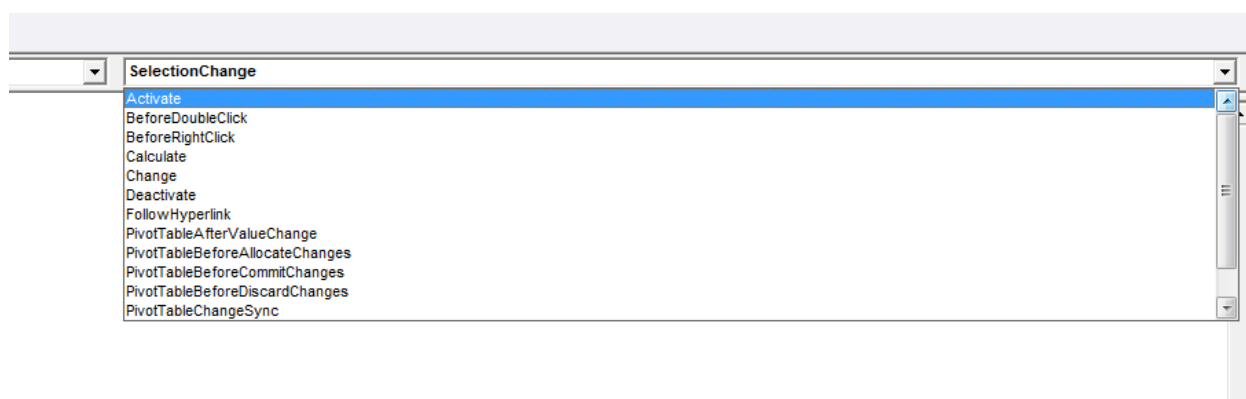 SelectionChange
Activate
BeforeDoubleClick
BeforeRightClick
Calculate
Change
Deactivate
FollowHyperlink
PivotTableAfterValueChange
PivotTableBeforeAllocateChanges
PivotTableBeforeCommitChanges
PivotTableBeforeDiscardChanges
PivotTableChangeSync